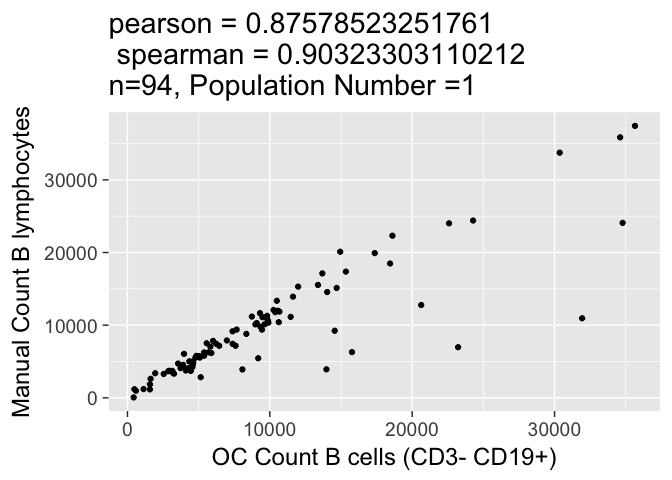 pearson = 0.87578523251761
spearman = 0.90323303110212
n=94, Population Number =1
Manual Count B lymphocytes
30000
20000
10000
0
0 10000 20000 30000
OC Count B cells (CD3- CD19+)